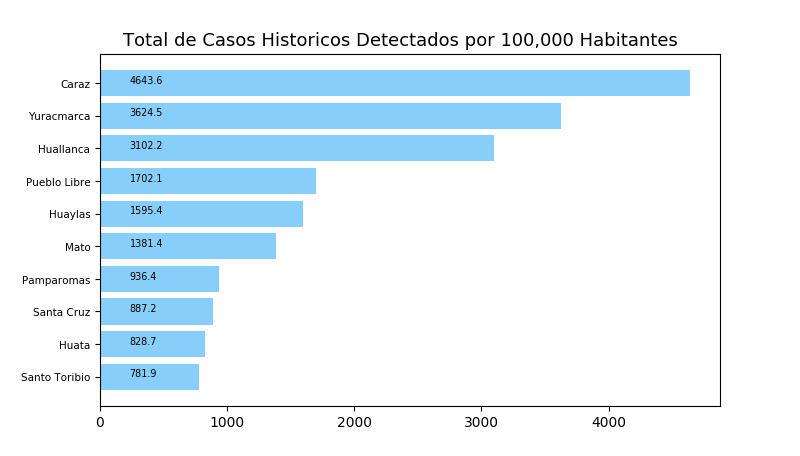 Total de Casos Historicos Detectados por 100,000 Habitantes
Caraz 4643.6
Yuracmarca 3624.5
Huallanca 3102.2
Pueblo Libre 1702.1
Huaylas 1595.4
Mato 1381.4
Pamparomas 936.4
Santa Cruz 887.2
Huata 828.7
Santo Toribio 781.9
0 1000 2000 3000 4000